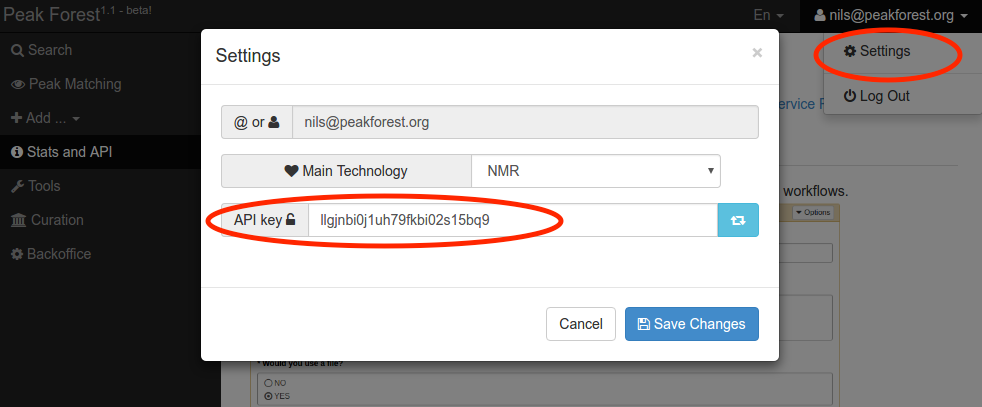 Peak Forest1.1 - beta!
En
nils@peakforest.org
Search
Peak Matching
Add ...
Stats and API
Tools
Curation
Backoffice
Settings
Log Out
Settings
×
@ or
nils@peakforest.org
Main Technology
NMR
API key
llgjnbi0j1uh79fkbi02s15bq9
Cancel
Save Changes
ervice
workflows.
Options
* Would you use a file?
NO
YES